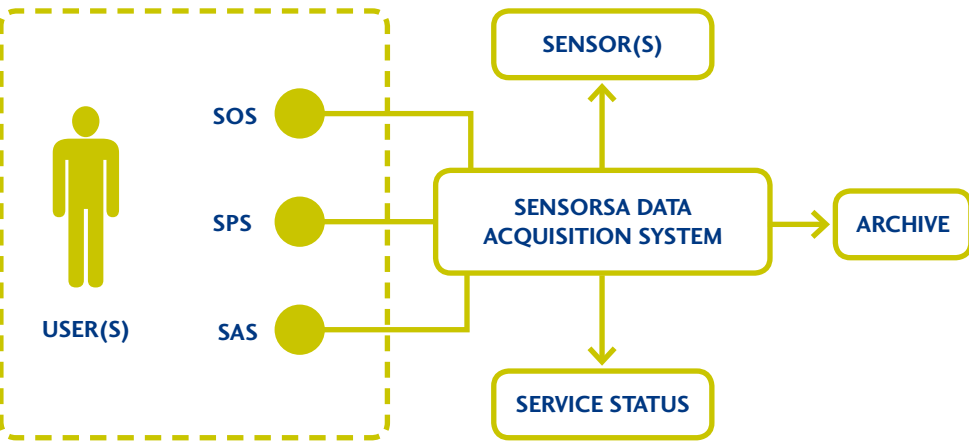 SENSOR(S)
SOS
SPS
SENSORSA DATA
ACQUISITION SYSTEM
ARCHIVE
USER(S)
SAS
SERVICE STATUS